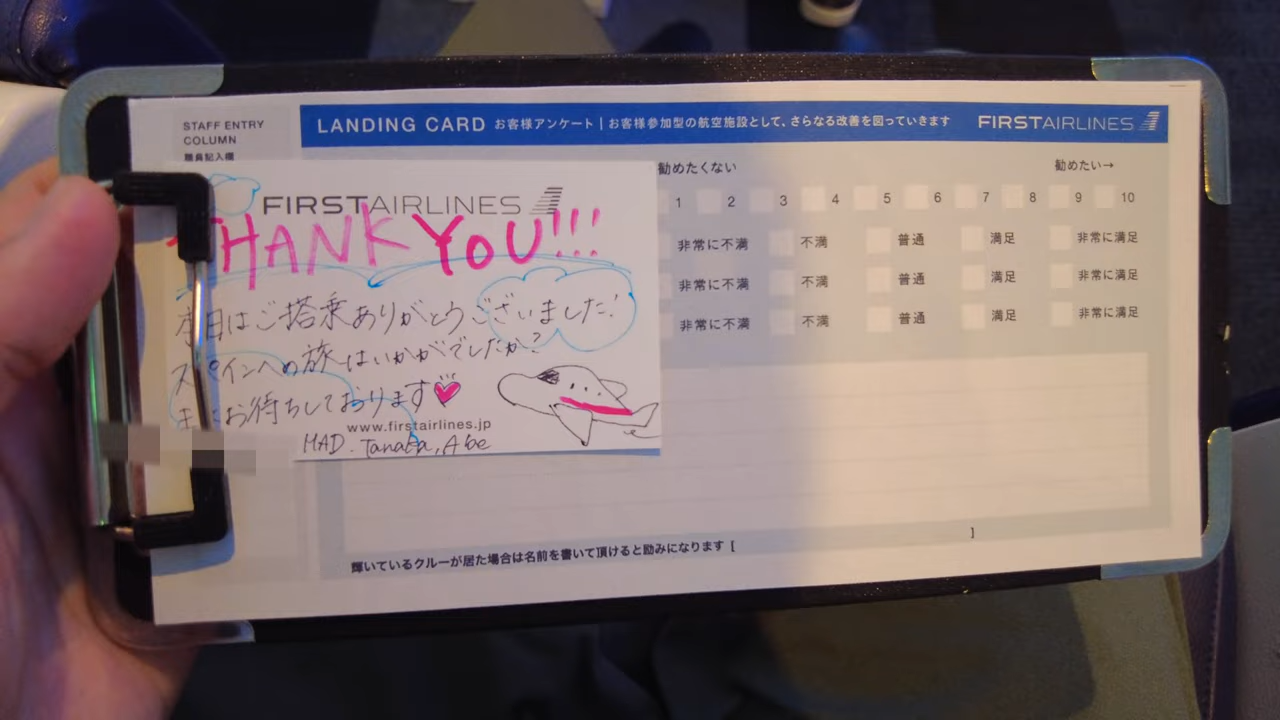 STAFF ENTRY
COLUMN
職員記入欄
LANDING CARD お客様アンケート | お客様参加型の航空施設として、さらなる改善を図っていきます FIRSTAIRLINES
FIRSTAIRLINES
THANK YOU!!!
本日はご搭乗ありがとうございました!
スペインへの旅はいかがでしたか?
またお待ちしております♥
www.firstairlines.jp
MAD. Tanaka, Abe
勧めたくない 勧めたい→
1 2 3 4 5 6 7 8 9 10
非常に不満 不満 普通 満足 非常に満足
非常に不満 不満 普通 満足 非常に満足
非常に不満 不満 普通 満足 非常に満足
輝いているクルーが居た場合は名前を書いて頂けると励みになります [ ]